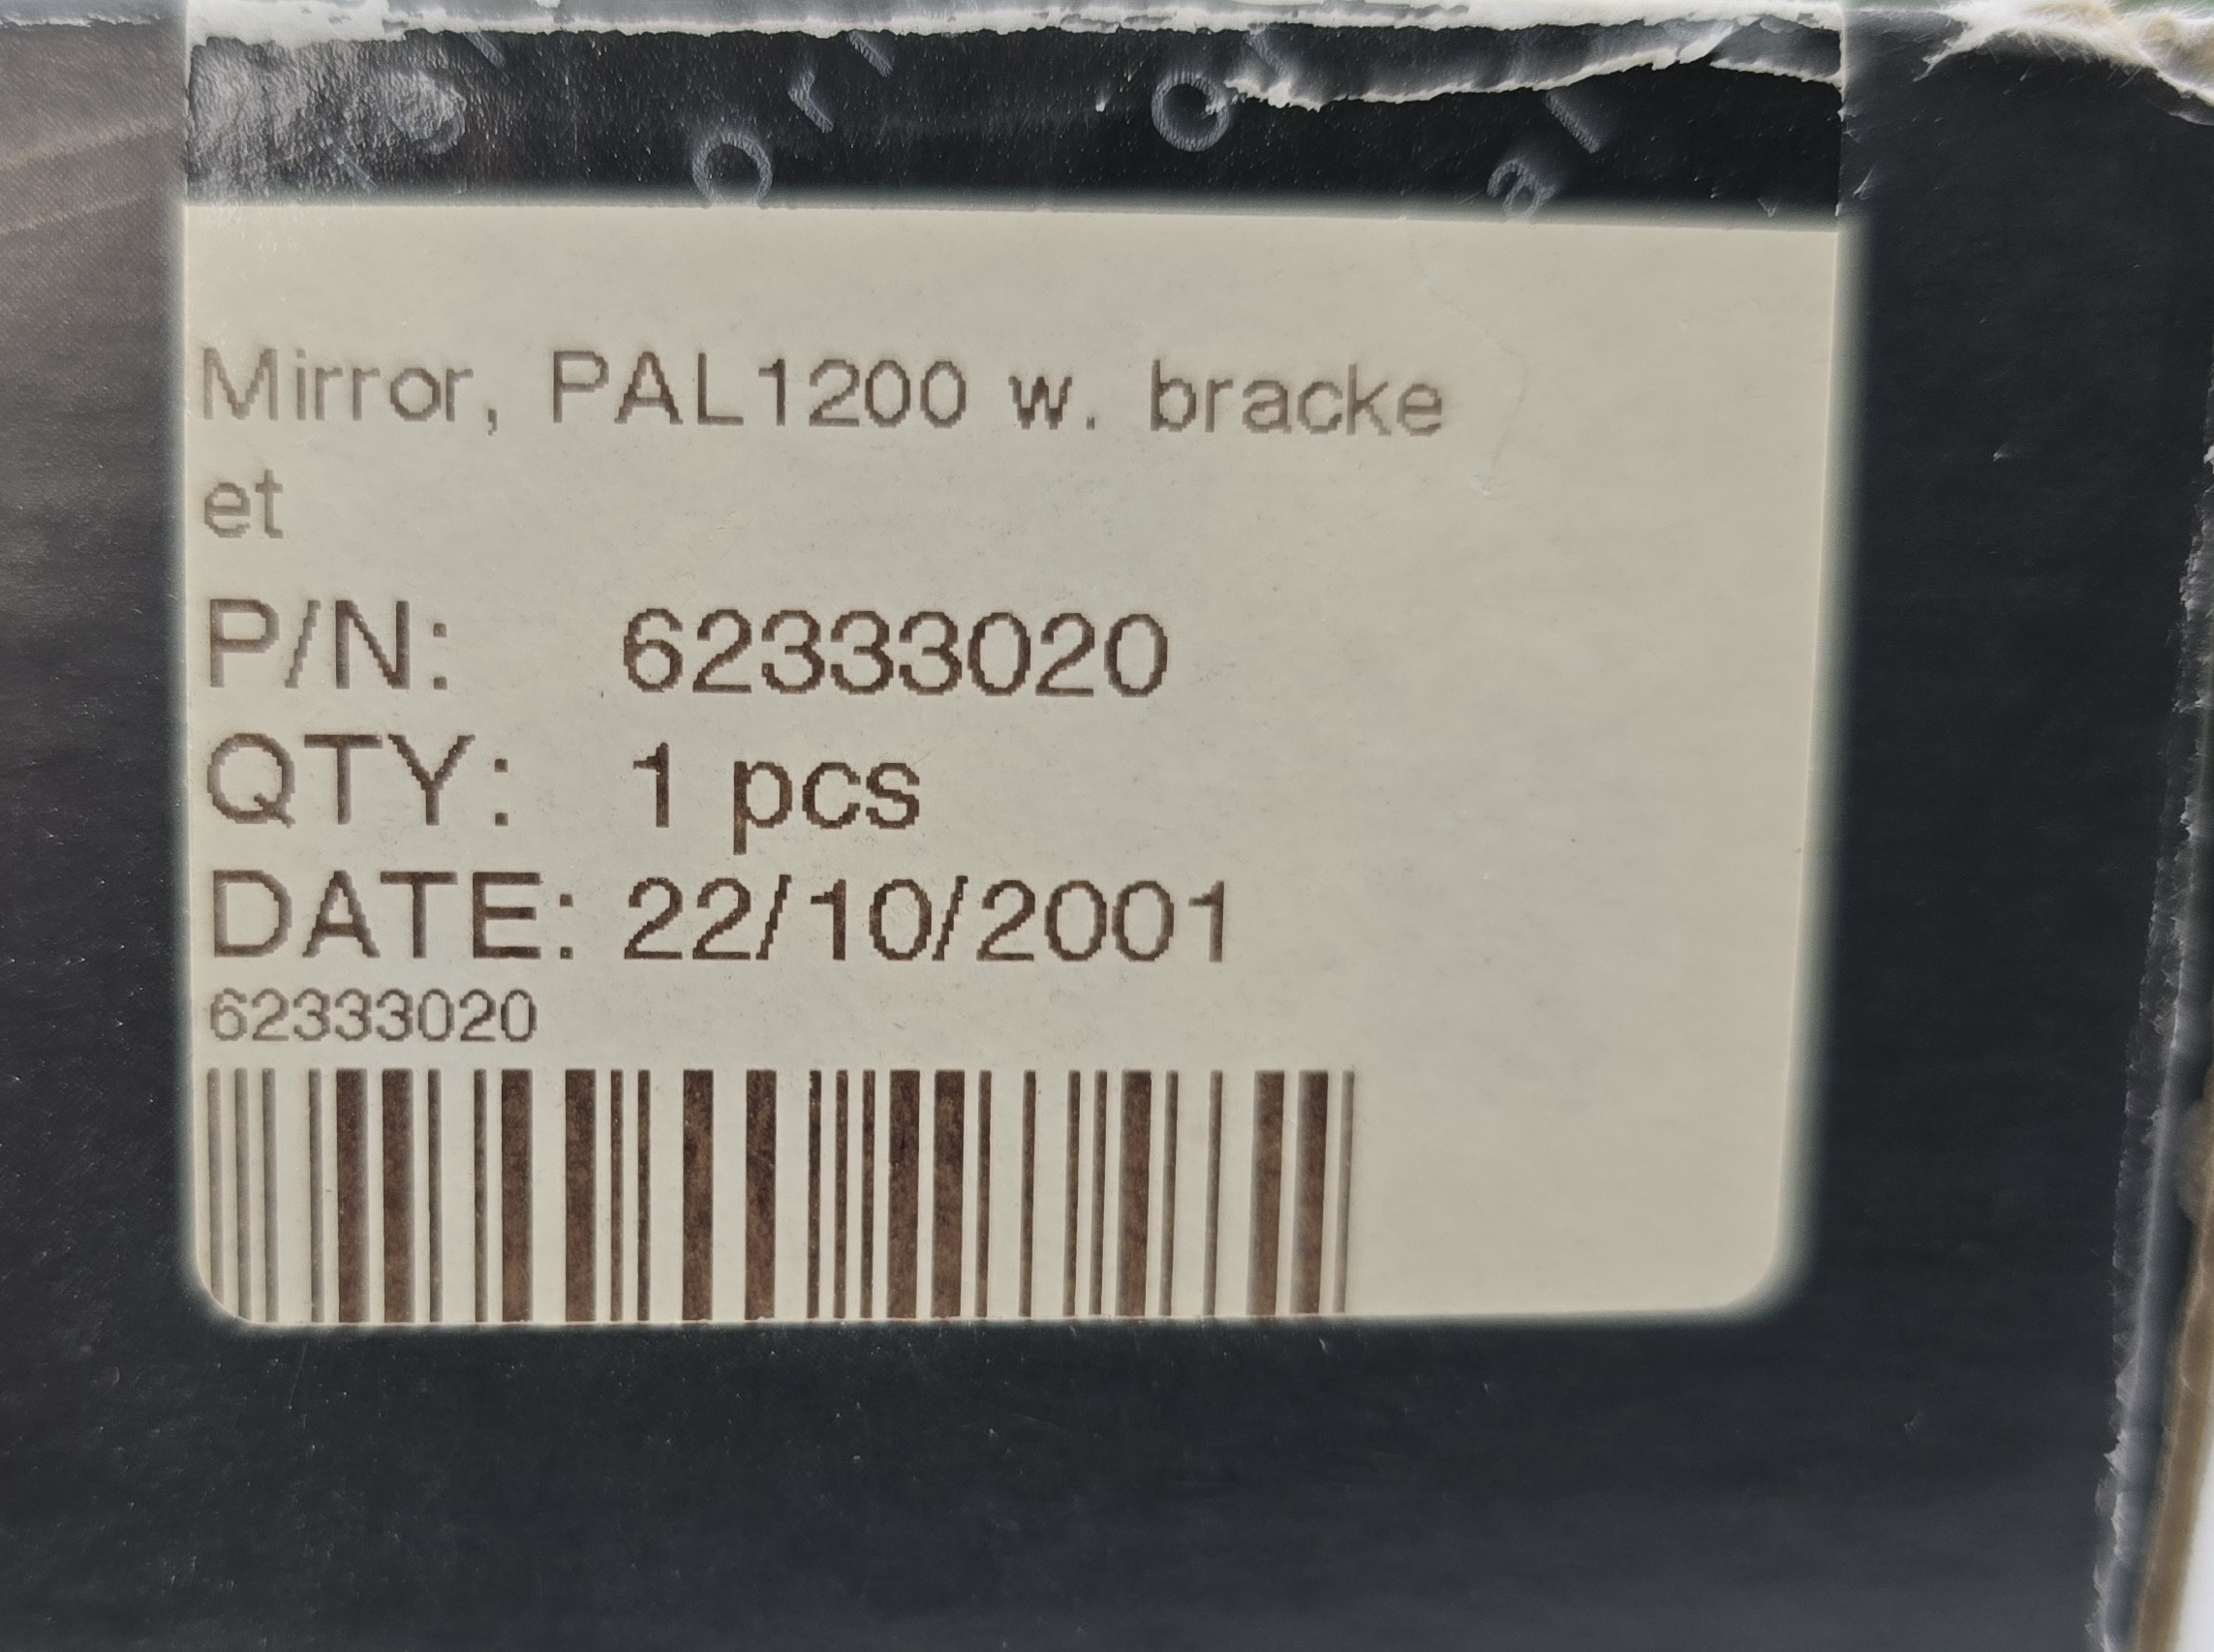 Mirror, PAL1200 w. bracke
et
P/N: 62333020
QTY: 1 pcs
DATE: 22/10/2001
62333020